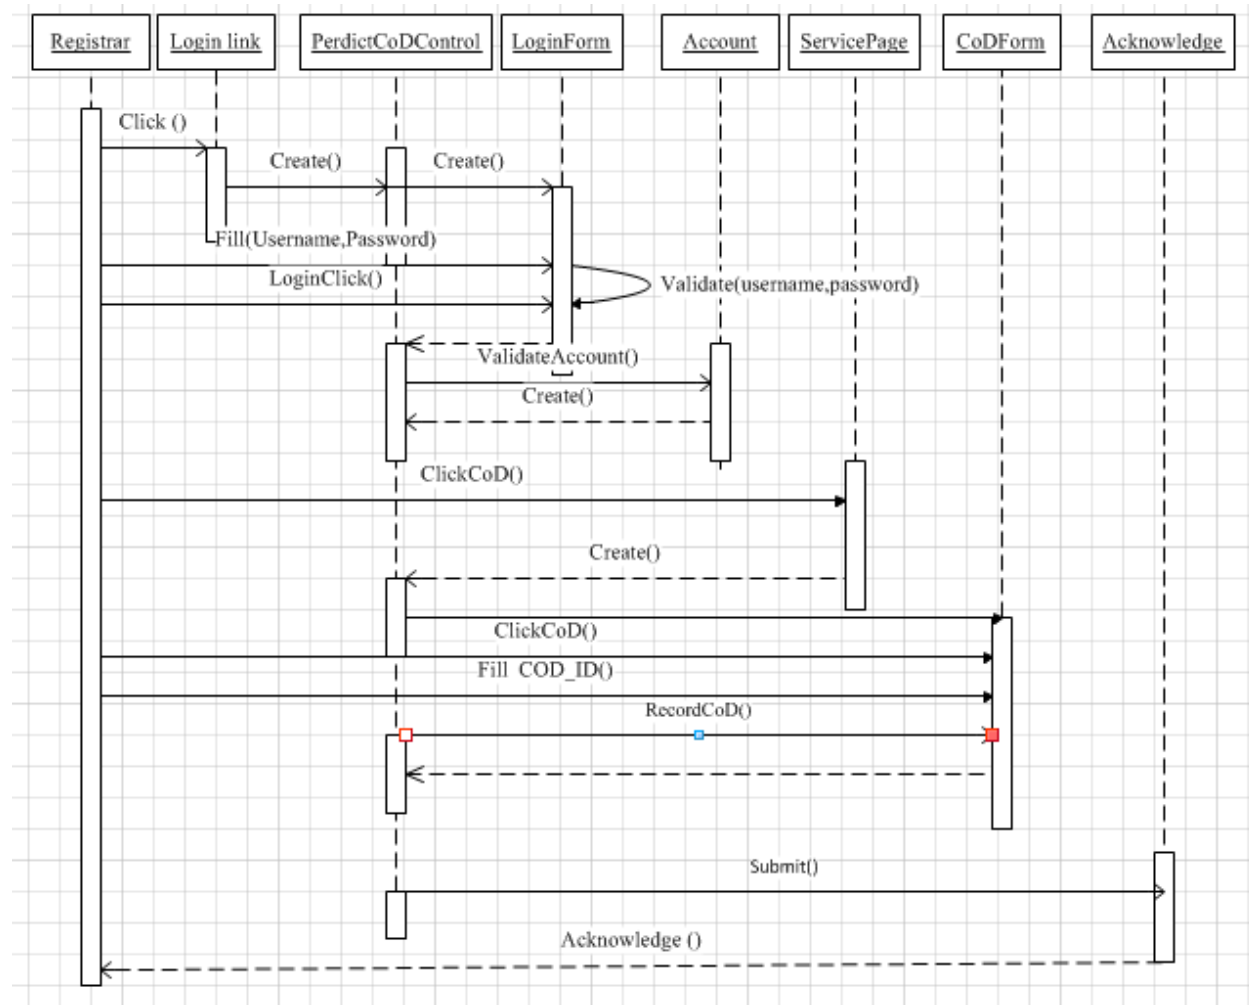 Registrar
Login link
PerdictCoDControl
LoginForm
Account
ServicePage
CoDForm
Acknowledge
Click ()
Create()
Create()
Fill(Username,Password)
LoginClick()
Validate(username,password)
ValidateAccount()
Create()
ClickCoD()
Create()
ClickCoD()
Fill COD_ID()
RecordCoD()
Submit()
Acknowledge ()